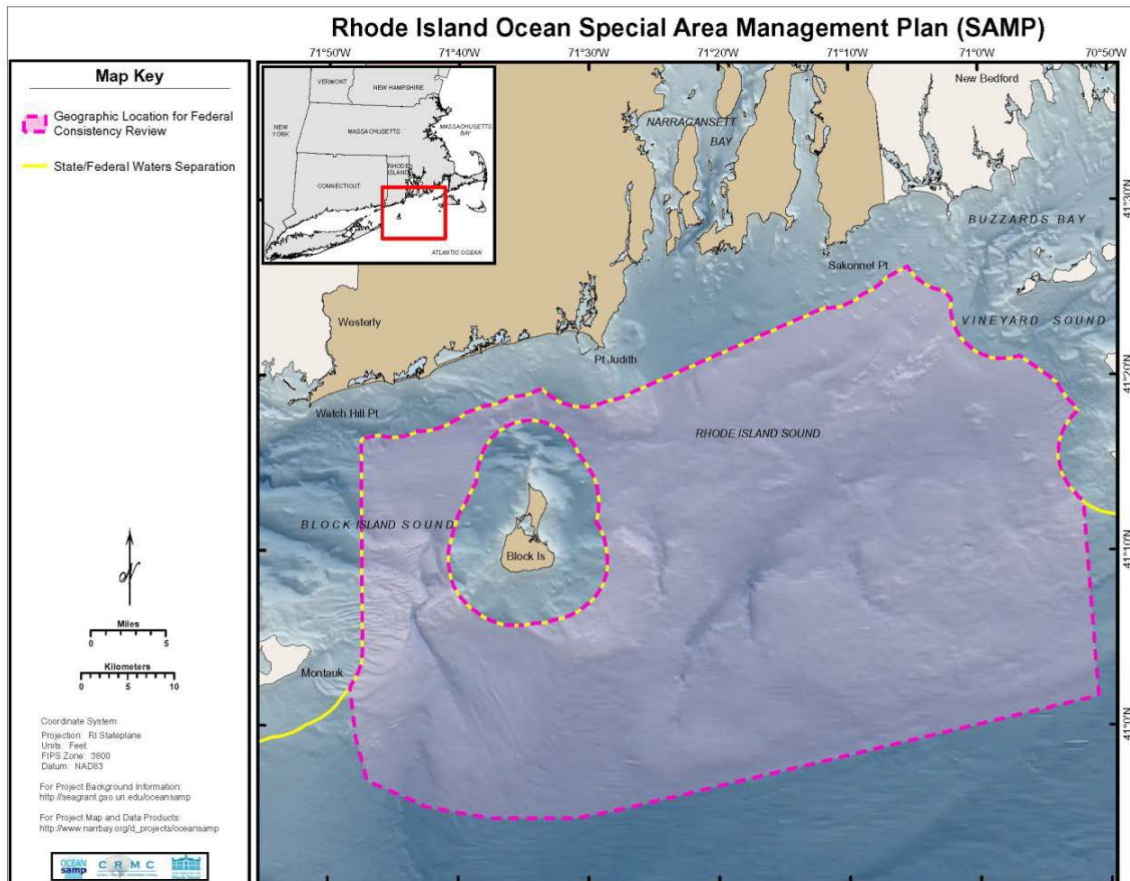 Rhode Island Ocean Special Area Management Plan (SAMP)
71°50'W
71°40'W
71°30'W
71°20'W
71°10'W
71°0'W
70°50'W
Map Key
Geographic Location for Federal
Consistency Review
State/Federal Waters Separation
VERMONT
NEW HAMPSHIRE
NEW
YORK
MASSACHUSETTS
MASSACHUSETTS
BAY
CONNECTICUT
RHODE
ISLAND
ATLANTIC OCEAN
NARRAGANSETT
BAY
New Bedford
BUZZARDS BAY
Sakonnet Pt
VINEYARD SOUND
Westerly
Pt Judith
Watch Hill Pt
RHODE ISLAND SOUND
BLOCK ISLAND SOUND
Block Is
Montauk
41°30'N
41°20'N
41°10'N
41°0'N
Miles
0 5
Kilometers
0 5 10
Coordinate System:
Projection: RI Stateplane
Units: Feet
FIPS Zone: 3800
Datum: NAD83
For Project Background Information:
http://seagrant.gso.uri.edu/oceansamp
For Project Map and Data Products:
http://www.narrbay.org/d_projects/oceansamp
OCEAN
samp
CRMC